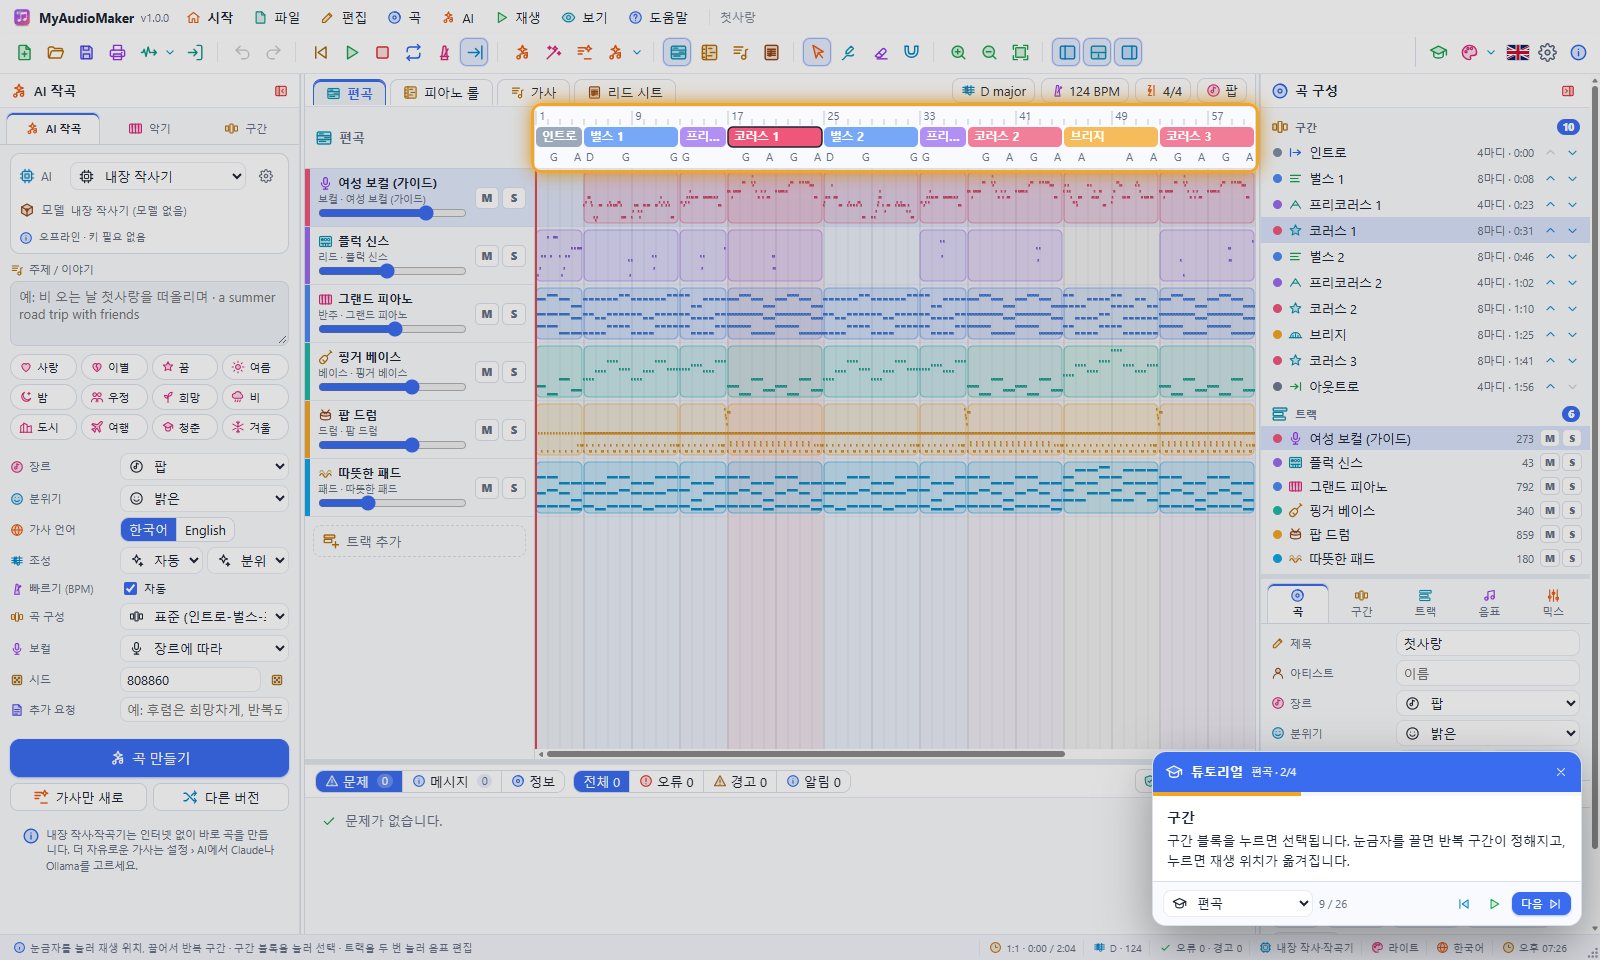 MyAudioMaker v1.0.0 시작 파일 편집 곡 AI 재생 보기 도움말 첫사랑
AI 작곡
AI 작곡 악기 구간
AI 내장 작사기
모델 내장 작사기 (모델 없음)
오프라인 · 키 필요 없음
주제 / 이야기
예: 비 오는 날 첫사랑을 떠올리며 · a summer
road trip with friends
사랑 이별 꿈 여름
밤 우정 희망 비
도시 여행 청춘 겨울
장르 팝
분위기 밝은
가사 언어 한국어 English
조성 자동 분위
빠르기 (BPM) 자동
곡 구성 표준 (인트로-벌스-
보컬 장르에 따라
시드 808860
추가 요청 예: 후렴은 희망차게, 반복되
곡 만들기
가사만 새로 다른 버전
내장 작사·작곡기는 인터넷 없이 바로 곡을 만듭
니다. 더 자유로운 가사는 설정 › AI에서 Claude나
Ollama를 고르세요.
편곡 피아노 롤 가사 리드 시트 D major 124 BPM 4/4 팝
편곡
1 9 17 25 33 41 49 57
인트로 벌스 1 프리... 코러스 1 벌스 2 프리... 코러스 2 브리지 코러스 3
G A D G G G G A G A D G G G G A G A A A G A G A
여성 보컬 (가이드)
보컬 · 여성 보컬 (가이드)
M S
플럭 신스
리드 · 플럭 신스
M S
그랜드 피아노
반주 · 그랜드 피아노
M S
핑거 베이스
베이스 · 핑거 베이스
M S
팝 드럼
드럼 · 팝 드럼
M S
따뜻한 패드
패드 · 따뜻한 패드
M S
트랙 추가
문제 0 메시지 0 정보 전체 0 오류 0 경고 0 알림 0
문제가 없습니다.
곡 구성
구간 10
인트로 4마디 · 0:00
벌스 1 8마디 · 0:08
프리코러스 1 4마디 · 0:23
코러스 1 8마디 · 0:31
벌스 2 8마디 · 0:46
프리코러스 2 4마디 · 1:02
코러스 2 8마디 · 1:10
브리지 8마디 · 1:25
코러스 3 8마디 · 1:41
아웃트로 4마디 · 1:56
트랙 6
여성 보컬 (가이드) 273 M S
플럭 신스 43 M S
그랜드 피아노 792 M S
핑거 베이스 340 M S
팝 드럼 859 M S
따뜻한 패드 180 M S
곡 구간 트랙 음표 믹스
제목 첫사랑
아티스트 이름
장르 팝
분위기 밝은
튜토리얼 편곡 · 2/4
구간
구간 블록을 누르면 선택됩니다. 눈금자를 끌면 반복 구간이 정해지고,
누르면 재생 위치가 옮겨집니다.
편곡 9 / 26 다음
눈금자를 눌러 재생 위치, 끌어서 반복 구간 · 구간 블록을 눌러 선택 · 트랙을 두 번 눌러 음표 편집
1:1 · 0:00 / 2:04 D · 124 오류 0 · 경고 0 내장 작사·작곡기 라이트 한국어 오후 07:26